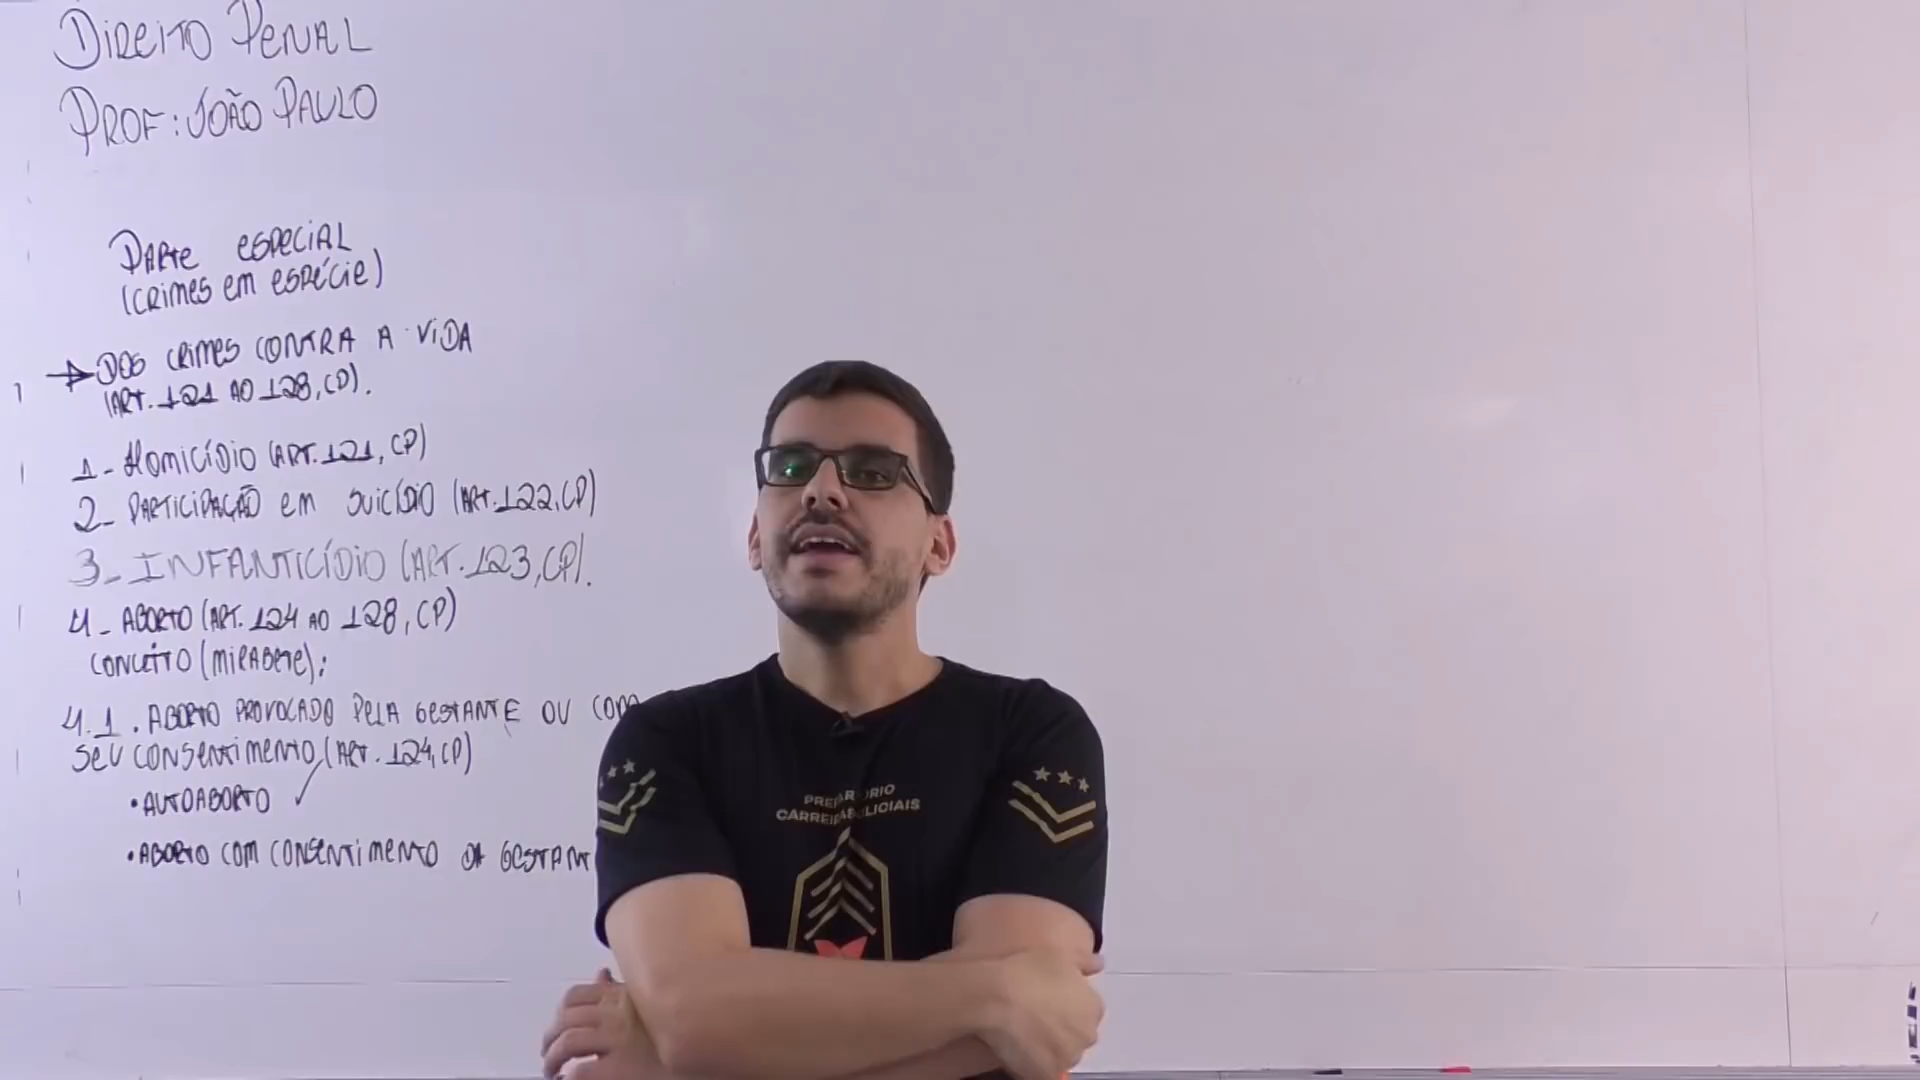 DIREITO PENAL
PROF: JOÃO PAULO
PARTE ESPECIAL
(CRIMES EM ESPÉCIE)
DOS CRIMES CONTRA A VIDA
(ART. 121 AO 128, CP).
1- HOMICÍDIO (ART. 121, CP)
2- PARTICIPAÇÃO EM SUICÍDIO (ART. 122, CP)
3- INFANTICÍDIO (ART. 123, CP).
4- ABORTO (ART. 124 AO 128, CP)
CONCEITO (MIRABETE):
4.1. ABORTO PROVOCADO PELA GESTANTE OU COM
SEU CONSENTIMENTO (ART. 124, CP)
• AUTOABORTO
• ABORTO COM CONSENTIMENTO DA GESTANT
CARREIRAS